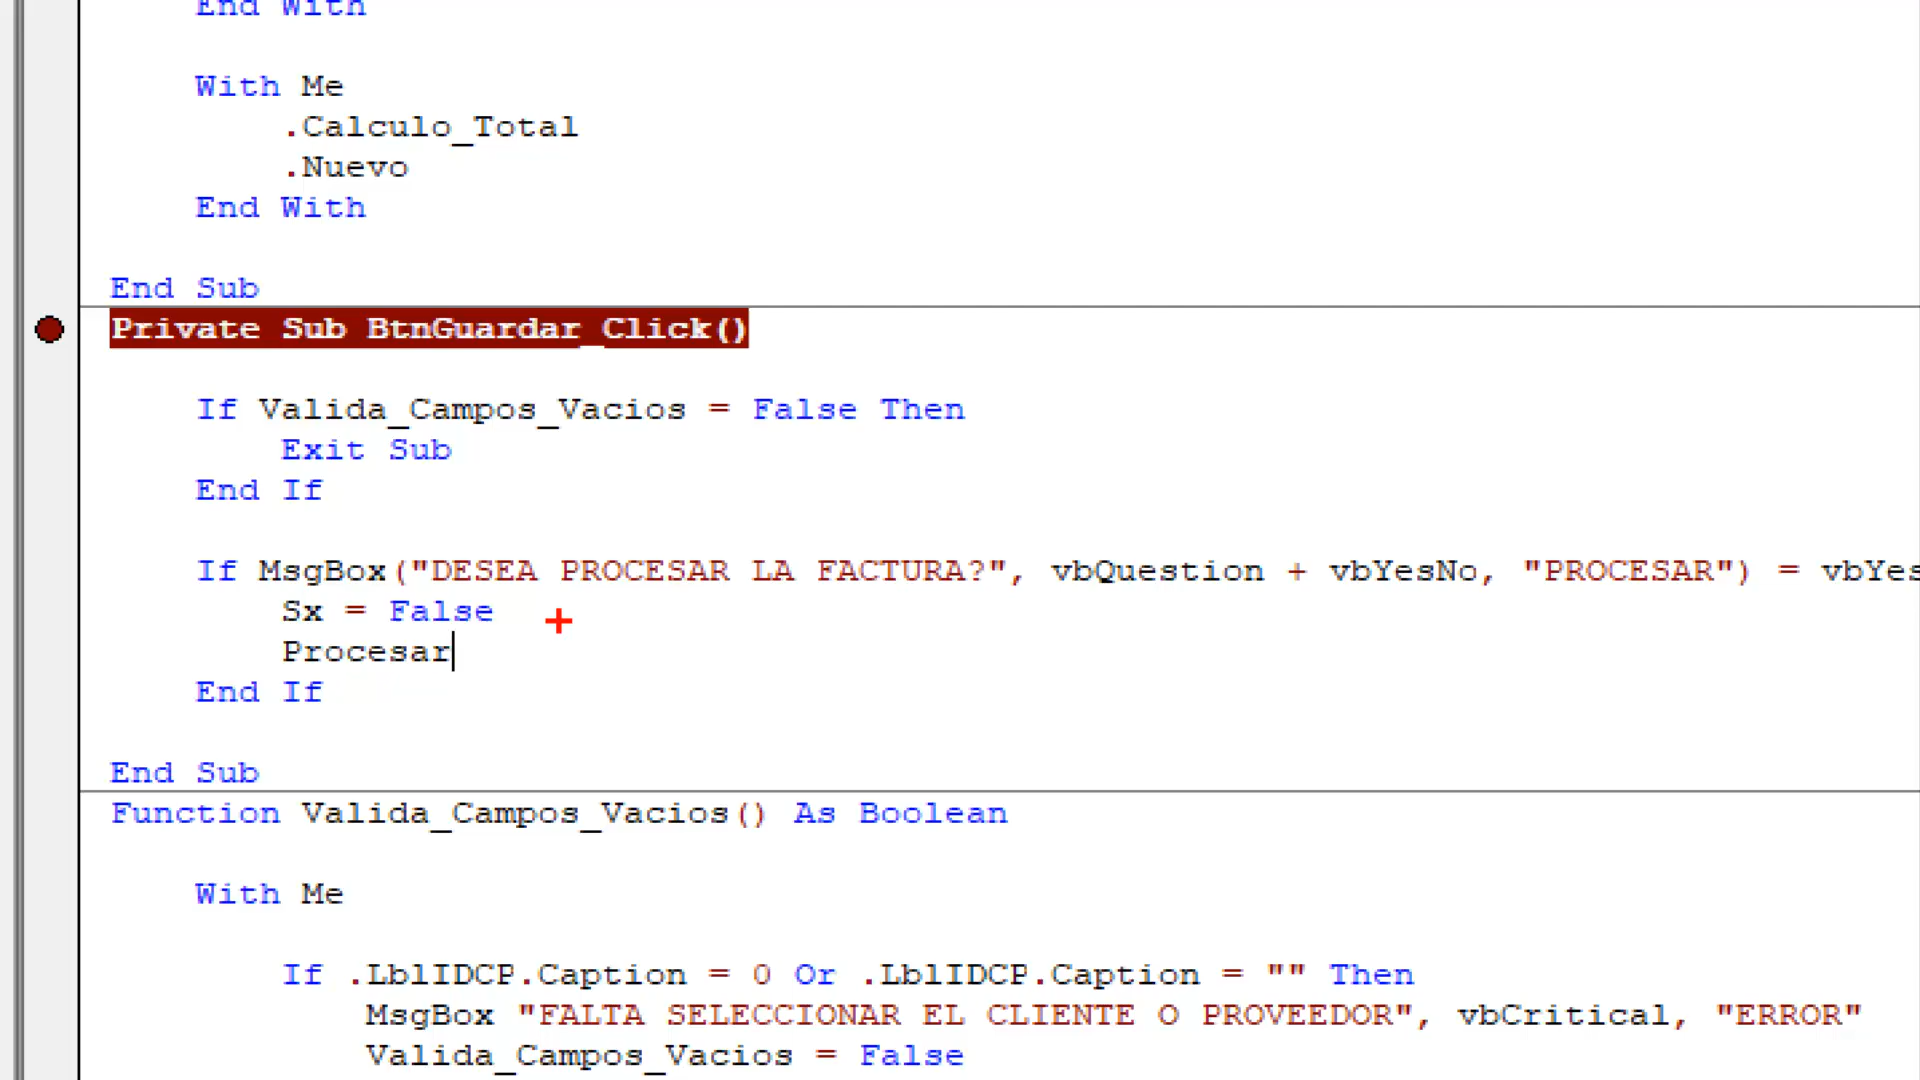 End With
With Me
.Calculo_Total
.Nuevo
End With
End Sub
Private Sub BtnGuardar_Click()
If Valida_Campos_Vacios = False Then
Exit Sub
End If
If MsgBox("DESEA PROCESAR LA FACTURA?", vbQuestion + vbYesNo, "PROCESAR") = vbYes
Sx = False
Procesar
End If
End Sub
Function Valida_Campos_Vacios() As Boolean
With Me
If .LblIDCP.Caption = 0 Or .LblIDCP.Caption = "" Then
MsgBox "FALTA SELECCIONAR EL CLIENTE O PROVEEDOR", vbCritical, "ERROR"
Valida_Campos_Vacios = False